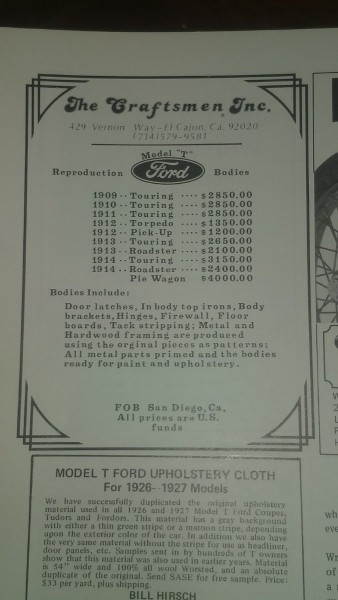 The Craftsmen, Inc.
429 Vernon Way-El Cajon, Ca. 92020
(714)579-9581
Model "T"
Reproduction Ford Bodies
1909 -- Touring ---- $2850.00
1910 -- Touring ---- $2850.00
1911 -- Touring ---- $2850.00
1912 -- Torpedo ---- $1350.00
1912 -- Pick-Up ---- $1200.00
1913 -- Touring ---- $2650.00
1913 -- Roadster ---- $2100.00
1914 -- Touring ---- $3150.00
1914 -- Roadster ---- $2400.00
Pie Wagon $4000.00
Bodies Include:
Door latches, In body top irons, Body
brackets, Hinges, Firewall, Floor
boards, Tack stripping; Metal and
Hardwood framing are produced
using the orginal pieces as patterns;
All metal parts primed and the bodies
ready for paint and upholstery.
FOB San Diego, Ca.
All prices are U.S.
funds
MODEL T FORD UPHOLSTERY CLOTH
For 1926-1927 Models
We have successfully duplicated the original upholstery
material used in all 1926 and 1927 Model T Ford Coupes,
Tudors and Fordors. This material has a gray background
with either a thin green stripe or a maroon stripe, depending
upon the exterior color of the car. In addition we also have
the very same material without the stripe for use as headliner,
door panels, etc. Samples sent in by hundreds of T owners
show that this material was also used in earlier cars. Material
is 54" wide and 100% all wool Worsted, and an absolute
duplicate of the original. Send SASE for free sample. Price:
$33 per yard, plus shipping.
BILL HIRSCH